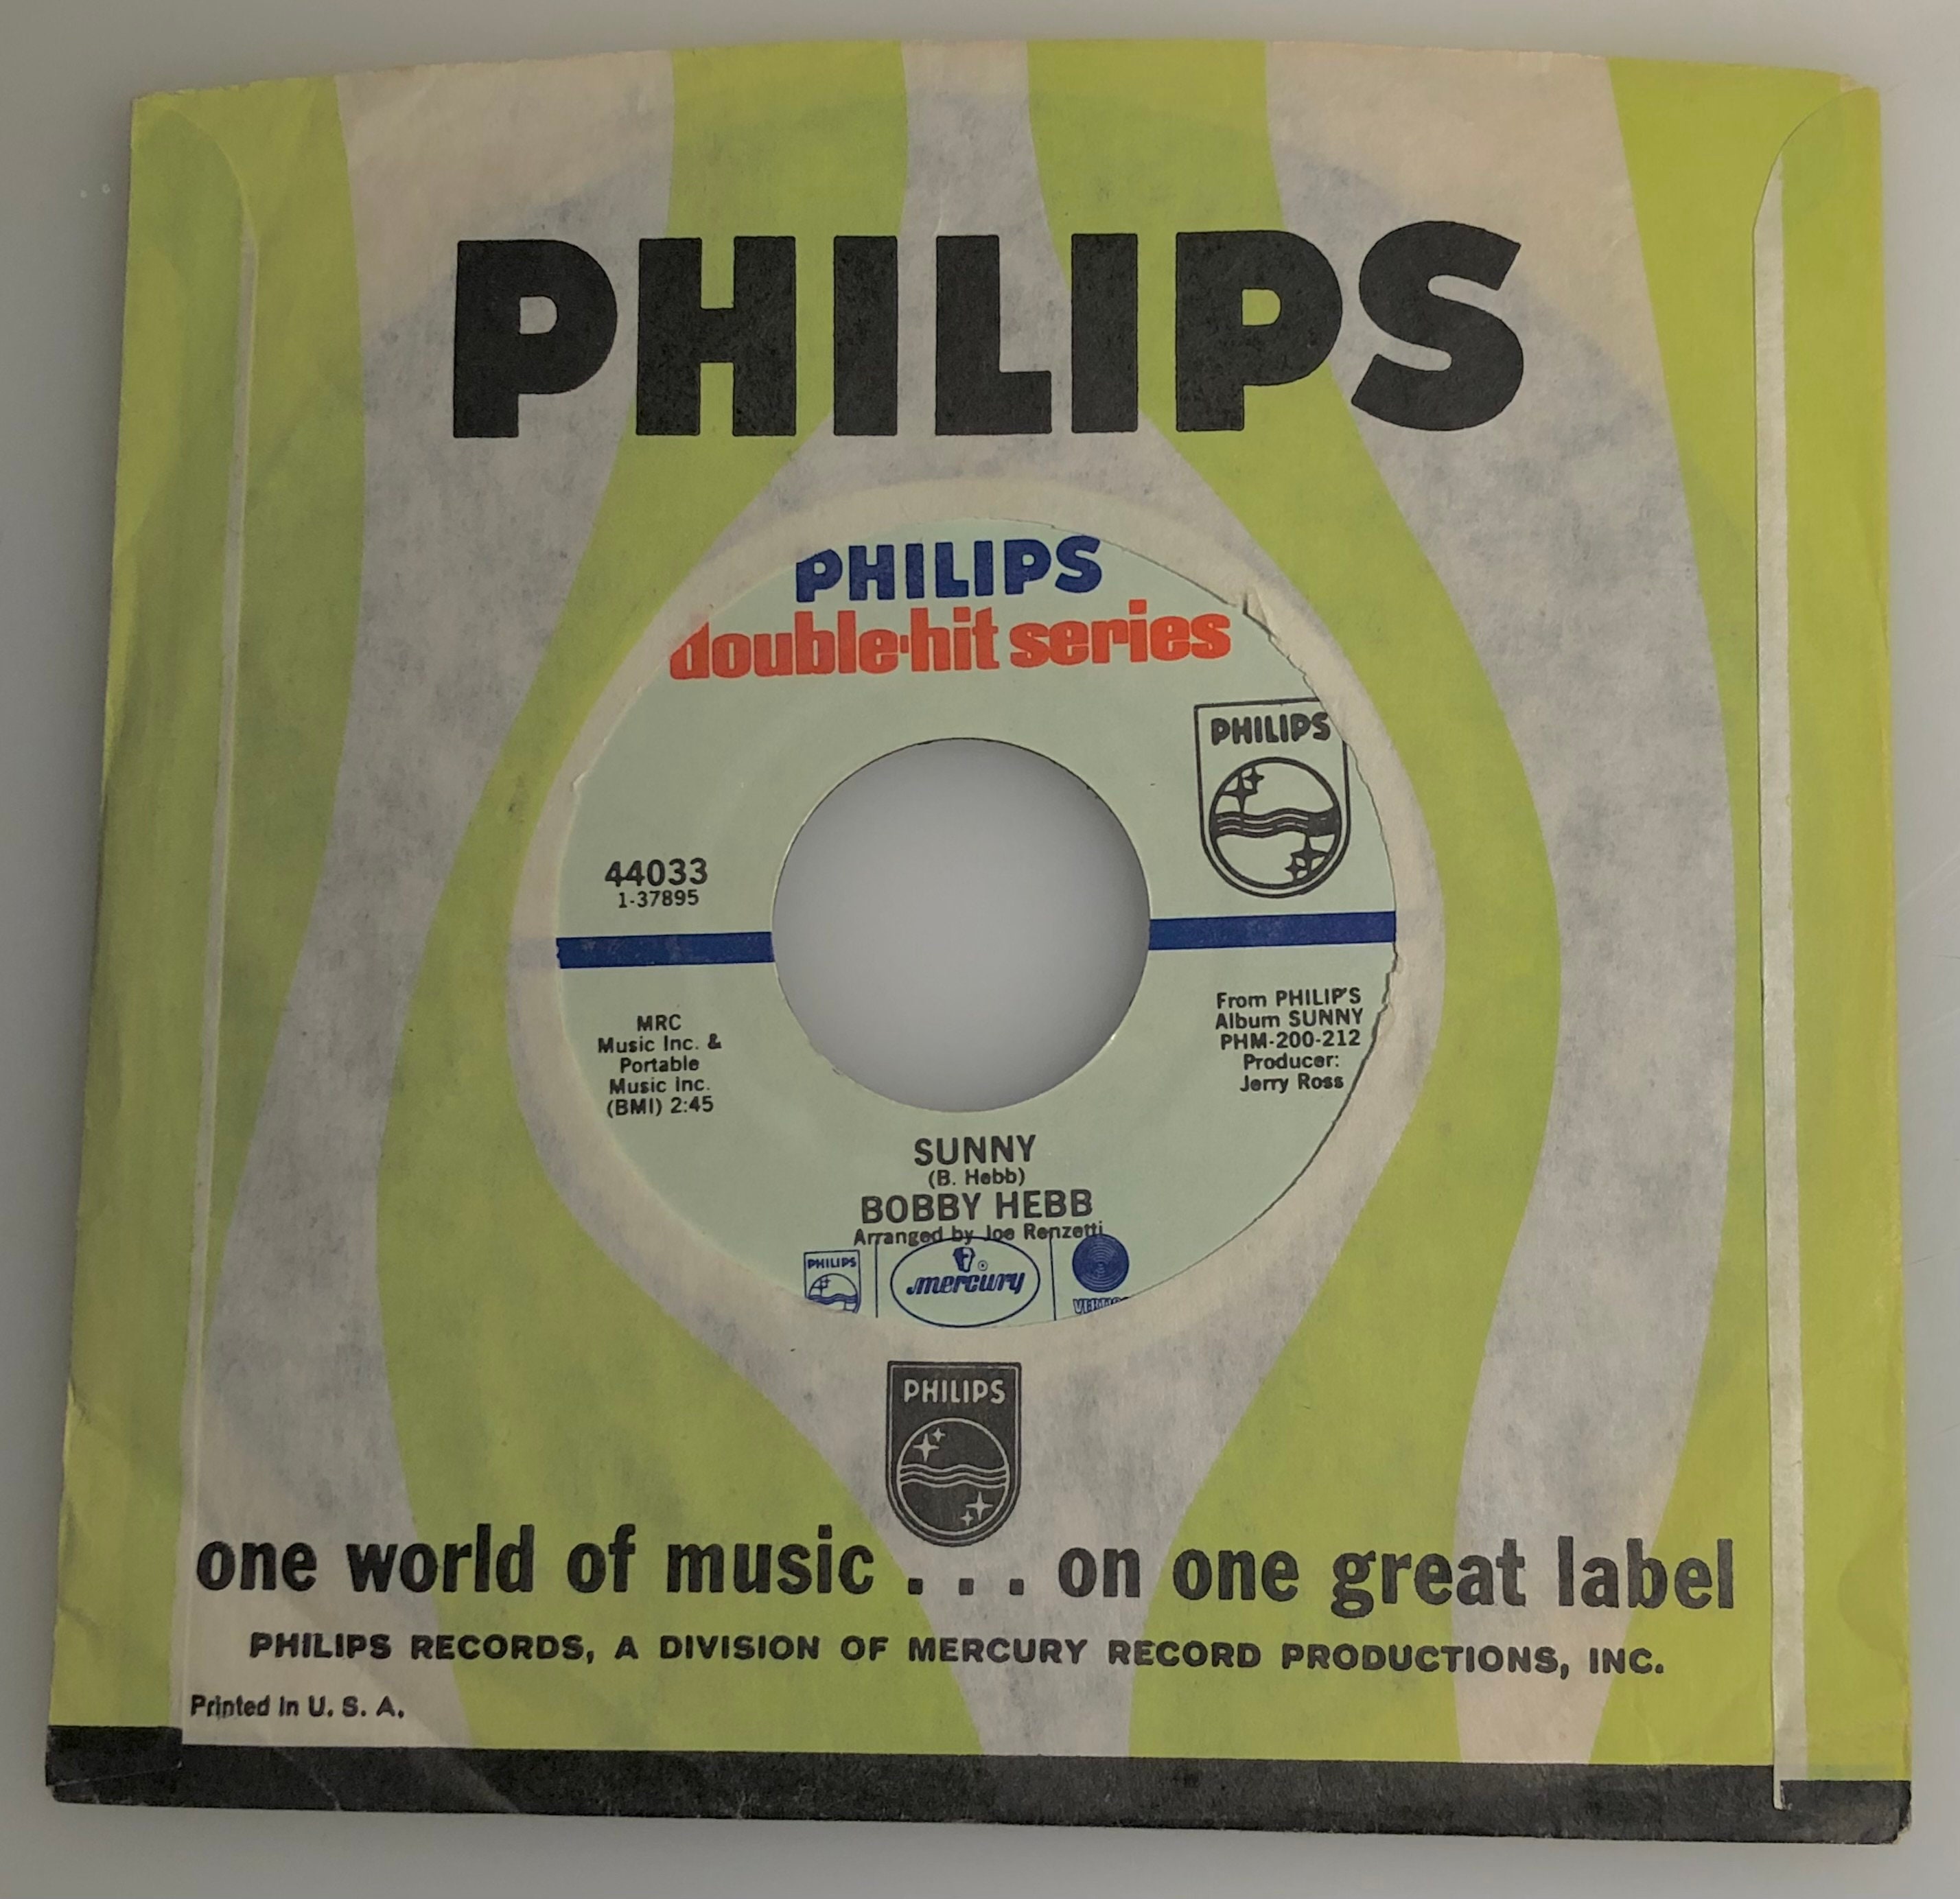 PHILIPS
PHILIPS
double·hit series
PHILIPS
44033
1-37895
MRC
Music Inc. &
Portable
Music Inc.
(BMI) 2:45
From PHILIP'S
Album SUNNY
PHM-200-212
Producer:
Jerry Ross
SUNNY
(B. Hebb)
BOBBY HEBB
Arranged by Joe Renzetti
PHILIPS
mercury
PHILIPS
one world of music . . . on one great label
PHILIPS RECORDS, A DIVISION OF MERCURY RECORD PRODUCTIONS, INC.
Printed In U. S. A.